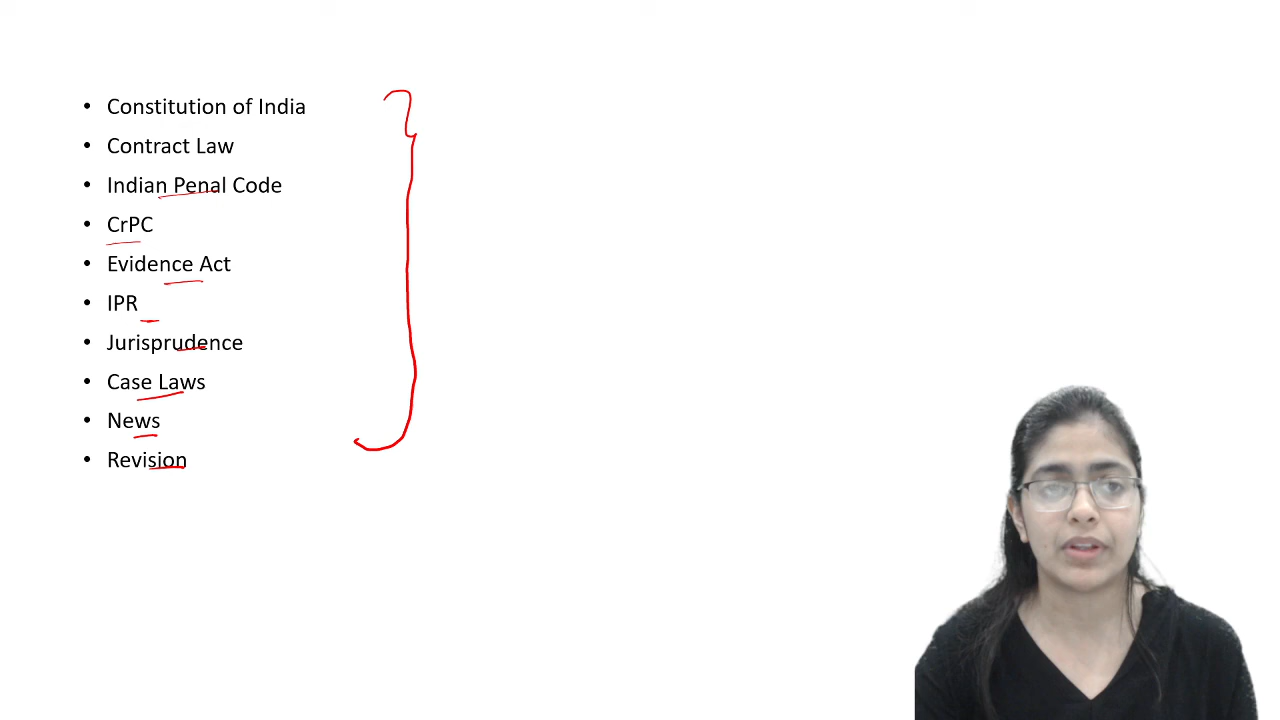 • Constitution of India
• Contract Law
• Indian Penal Code
• CrPC
• Evidence Act
• IPR
• Jurisprudence
• Case Laws
• News
• Revision